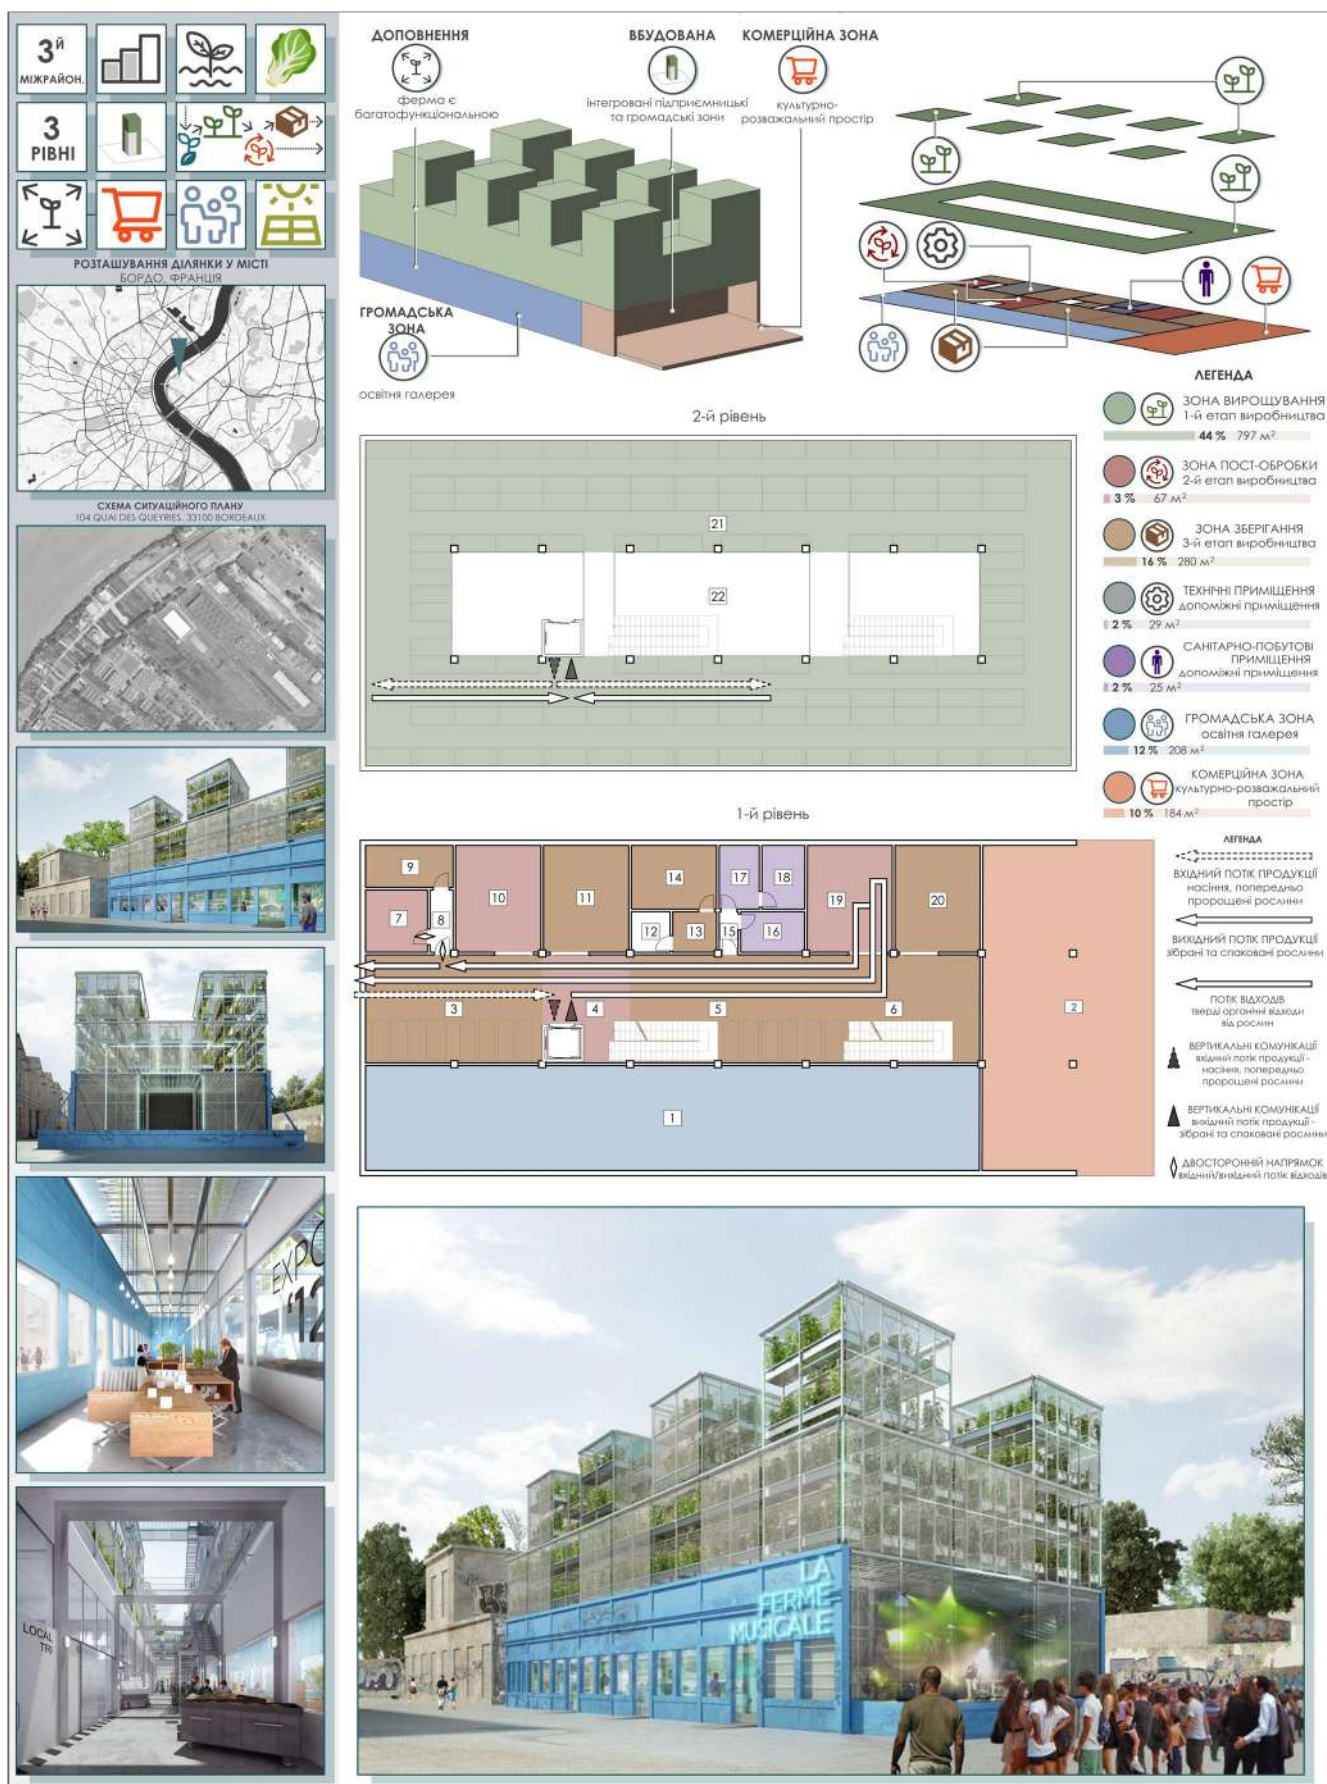 3й
МІЖРАЙОН.
3
РІВНІ
РОЗТАШУВАННЯ ДІЛЯНКИ У МІСТІ
БОРДО, ФРАНЦІЯ
СХЕМА СИТУАЦІЙНОГО ПЛАНУ
104 QUAI DES QUEYRIES, 33100 BORDEAUX
EXPO
'12
LOCAL
TRI
ДОПОВНЕННЯ
ферма є
багатофункціональною
ВБУДОВАНА
інтегровані підприємницькі
та громадські зони
КОМЕРЦІЙНА ЗОНА
культурно-
розважальний простір
ГРОМАДСЬКА
ЗОНА
освітня галерея
2-й рівень
21
22
1-й рівень
9
10
11
14
17
18
19
20
7
8
12
13
15
16
3
4
5
6
2
1
ЛЕГЕНДА
ЗОНА ВИРОЩУВАННЯ
1-й етап виробництва
44 % 797 м²
ЗОНА ПОСТ-ОБРОБКИ
2-й етап виробництва
3 % 67 м²
ЗОНА ЗБЕРІГАННЯ
3-й етап виробництва
16 % 280 м²
ТЕХНІЧНІ ПРИМІЩЕННЯ
допоміжні приміщення
2 % 29 м²
САНІТАРНО-ПОБУТОВІ
ПРИМІЩЕННЯ
допоміжні приміщення
2 % 25 м²
ГРОМАДСЬКА ЗОНА
освітня галерея
12 % 208 м²
КОМЕРЦІЙНА ЗОНА
культурно-розважальний
простір
10 % 184 м²
ЛЕГЕНДА
ВХІДНИЙ ПОТІК ПРОДУКЦІЇ
насіння, попередньо
пророщені рослини
ВИХІДНИЙ ПОТІК ПРОДУКЦІЇ
зібрані та спаковані рослини
ПОТІК ВІДХОДІВ
тверді органічні відходи
від рослин
ВЕРТИКАЛЬНІ КОМУНІКАЦІЇ
вхідний потік продукції -
насіння, попередньо
пророщені рослини
ВЕРТИКАЛЬНІ КОМУНІКАЦІЇ
вихідний потік продукції -
зібрані та спаковані рослини
ДВОСТОРОННІЙ НАПРЯМОК
вхідний/вихідний потік відходів
LA
FERME
MUSICALE